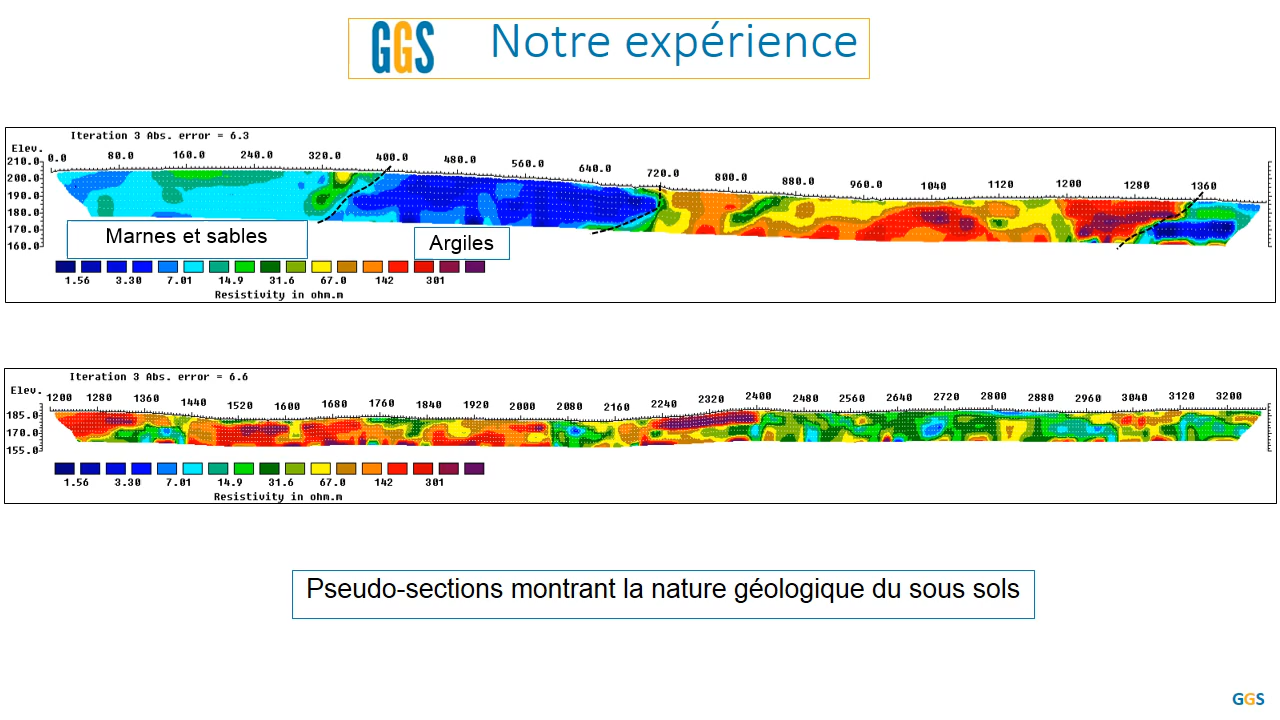 GGS Notre expérience
Iteration 3 Abs. error = 6.3
Elev.
0.0 80.0 160.0 240.0 320.0 400.0 480.0 560.0 640.0 720.0 800.0 880.0 960.0 1040 1120 1200 1280 1360
210.0
200.0
190.0
180.0
170.0
160.0
Marnes et sables
Argiles
1.56 3.30 7.01 14.9 31.6 67.0 142 301
Resistivity in ohm.m
Iteration 3 Abs. error = 6.6
Elev.
1200 1280 1360 1440 1520 1600 1680 1760 1840 1920 2000 2080 2160 2240 2320 2400 2480 2560 2640 2720 2800 2880 2960 3040 3120 3200
185.0
170.0
155.0
1.56 3.30 7.01 14.9 31.6 67.0 142 301
Resistivity in ohm.m
Pseudo-sections montrant la nature géologique du sous sols
GGS